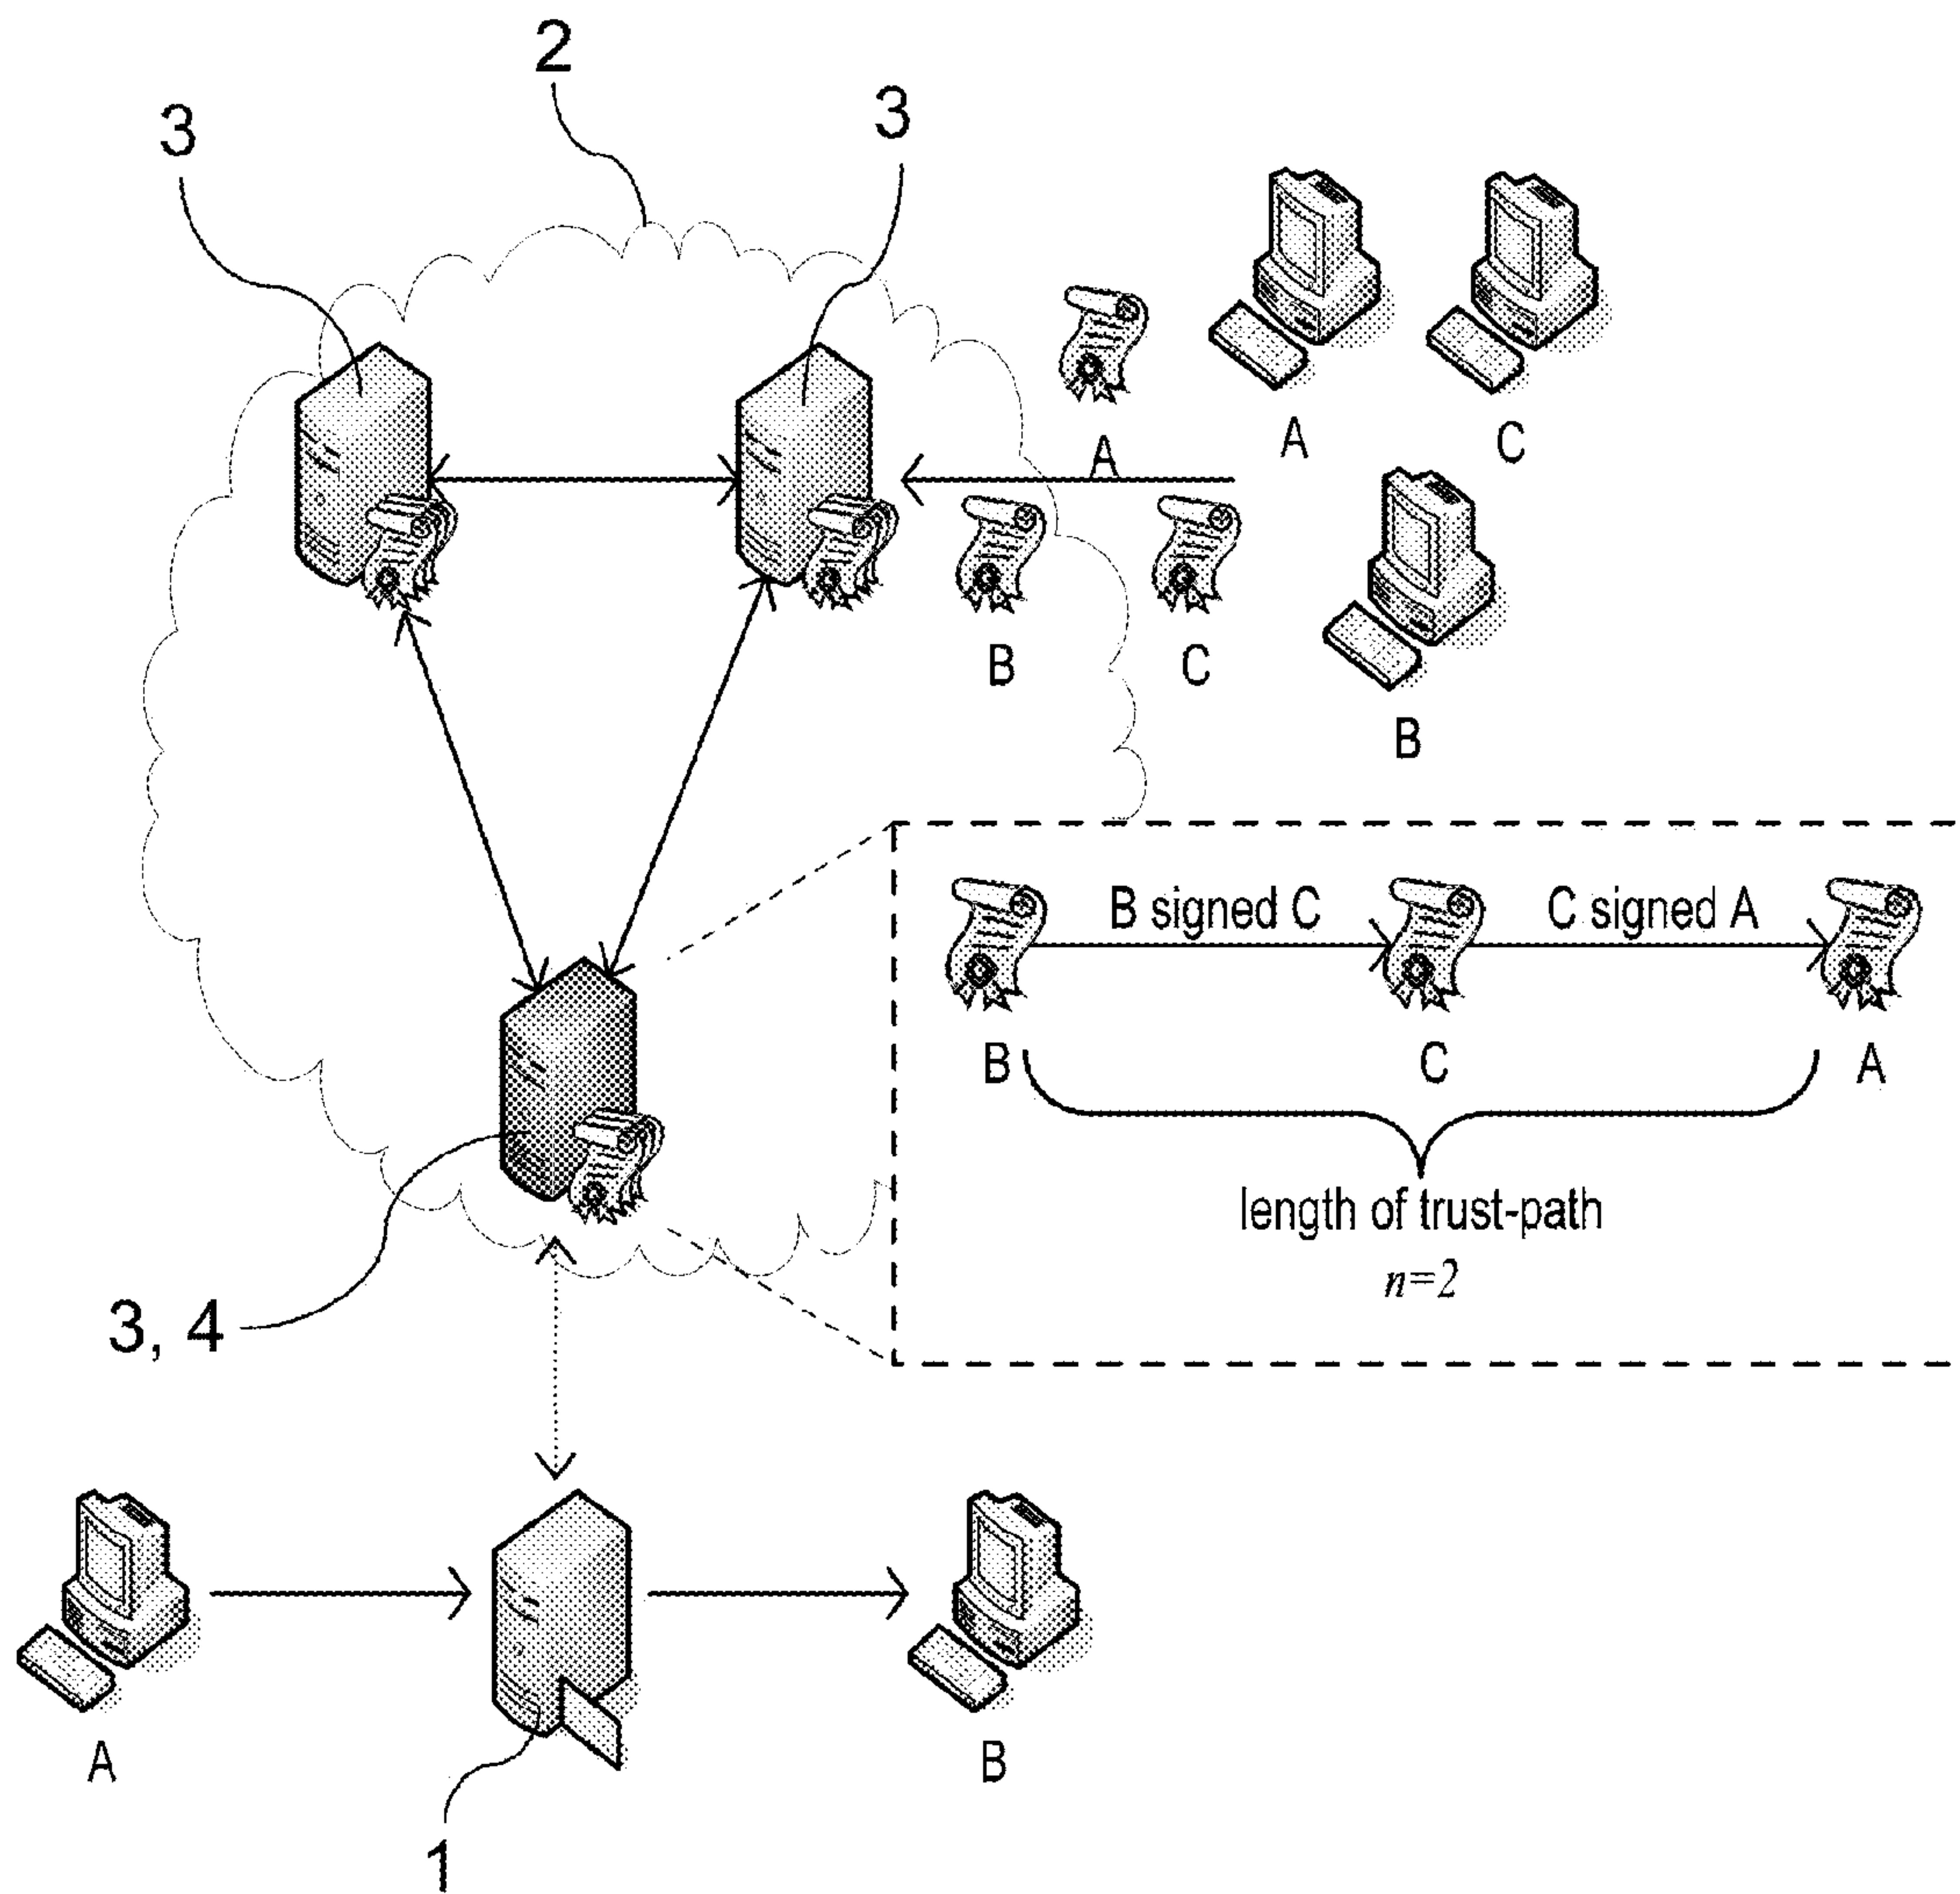 2
3
3
A
A
C
B
C
B
B signed C
C signed A
B
C
A
length of trust-path
n=2
3, 4
A
B
1